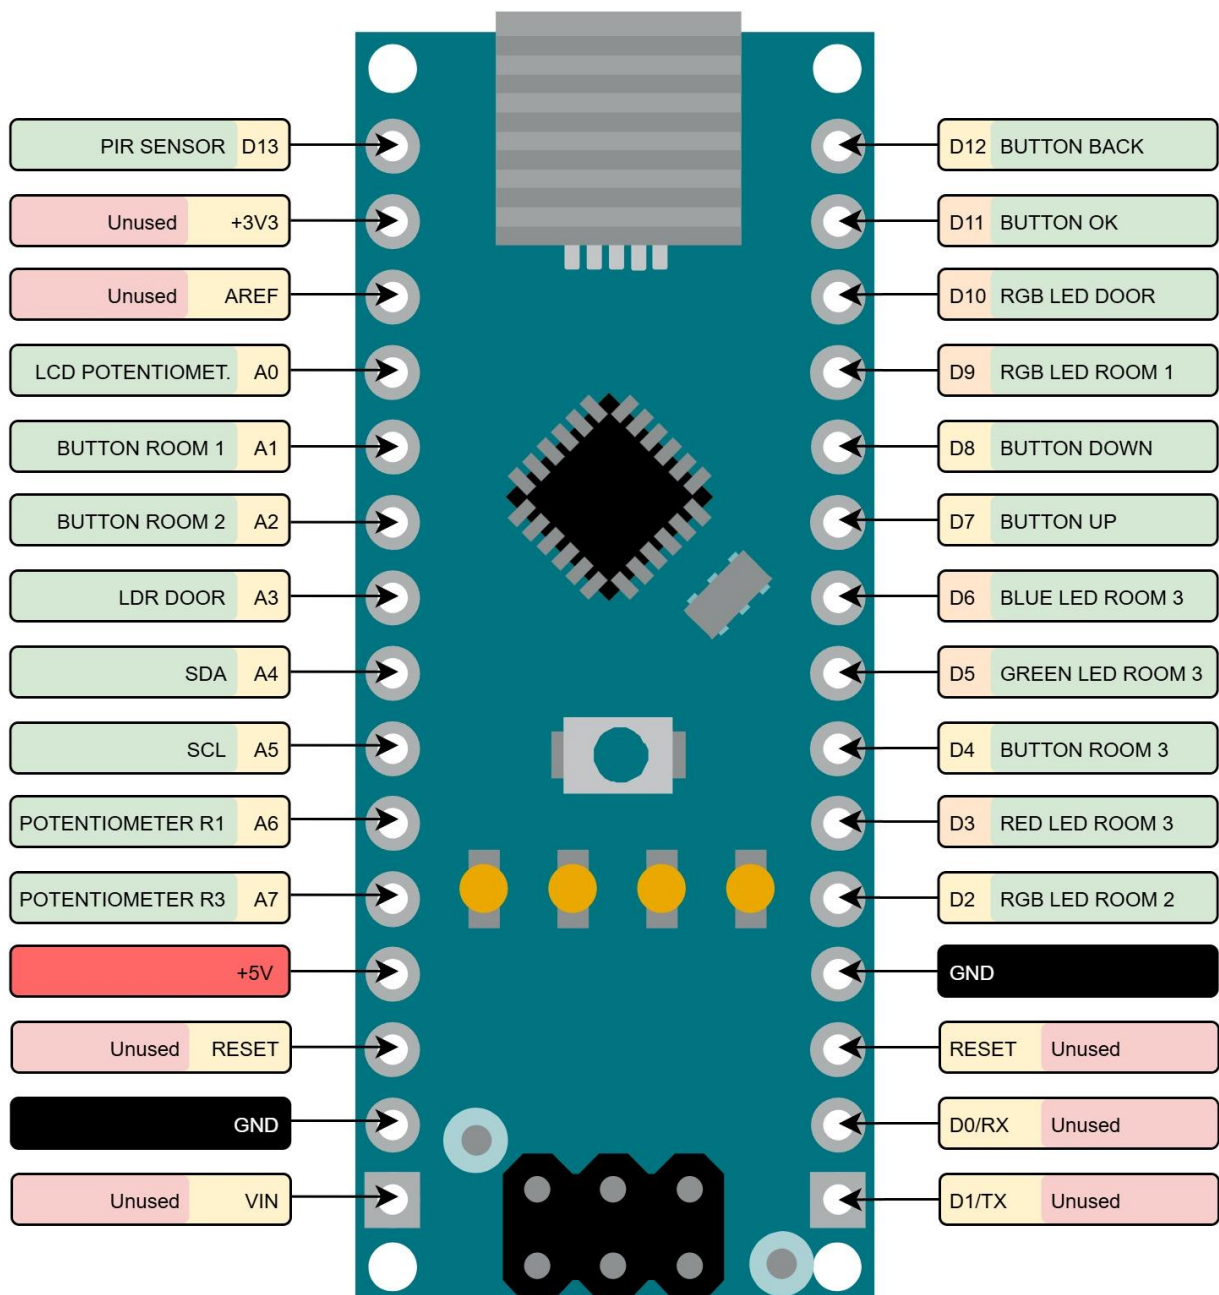 PIR SENSOR D13
Unused +3V3
Unused AREF
LCD POTENTIOMET. A0
BUTTON ROOM 1 A1
BUTTON ROOM 2 A2
LDR DOOR A3
SDA A4
SCL A5
POTENTIOMETER R1 A6
POTENTIOMETER R3 A7
+5V
Unused RESET
GND
Unused VIN
D12 BUTTON BACK
D11 BUTTON OK
D10 RGB LED DOOR
D9 RGB LED ROOM 1
D8 BUTTON DOWN
D7 BUTTON UP
D6 BLUE LED ROOM 3
D5 GREEN LED ROOM 3
D4 BUTTON ROOM 3
D3 RED LED ROOM 3
D2 RGB LED ROOM 2
GND
RESET Unused
D0/RX Unused
D1/TX Unused